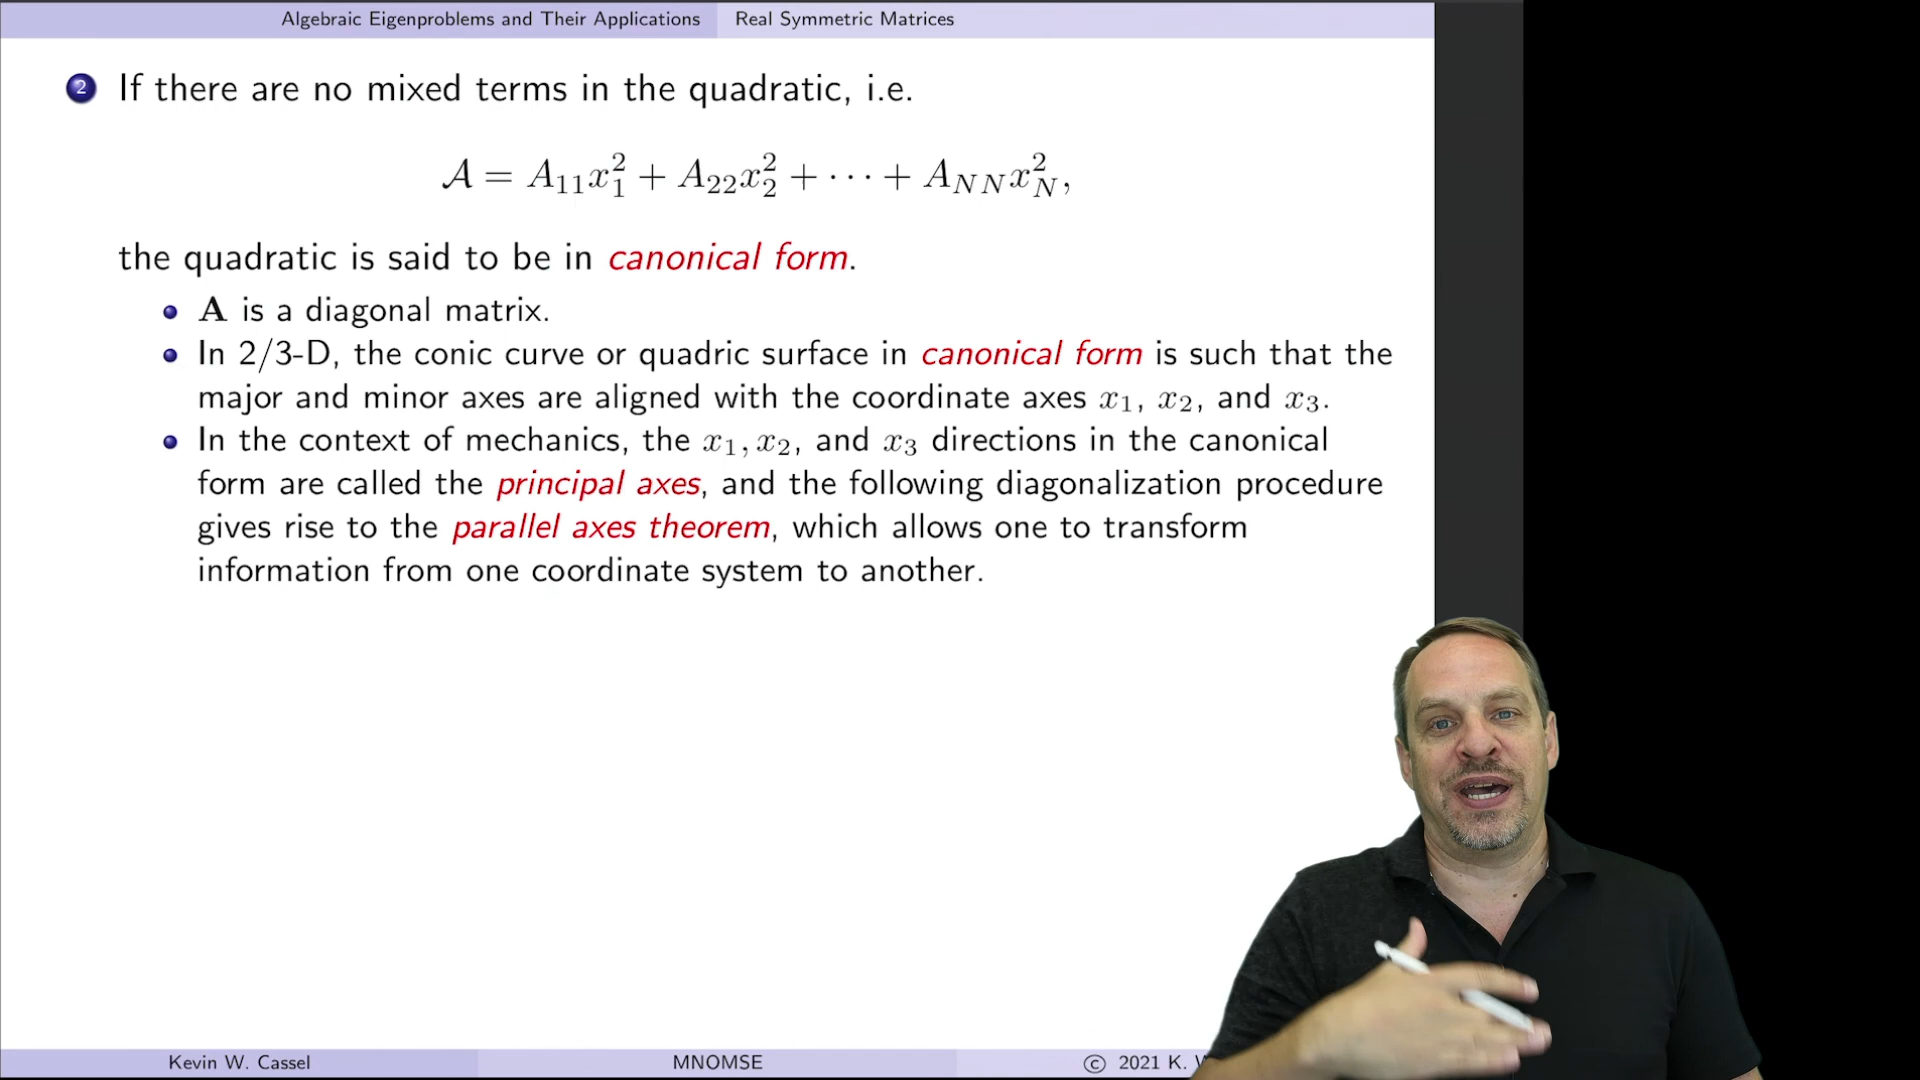 Algebraic Eigenproblems and Their Applications Real Symmetric Matrices
2 If there are no mixed terms in the quadratic, i.e.
𝒜 = A₁₁x₁² + A₂₂x₂² + ⋯ + A_NN x_N²,
the quadratic is said to be in canonical form.
• A is a diagonal matrix.
• In 2/3-D, the conic curve or quadric surface in canonical form is such that the
major and minor axes are aligned with the coordinate axes x₁, x₂, and x₃.
• In the context of mechanics, the x₁, x₂, and x₃ directions in the canonical
form are called the principal axes, and the following diagonalization procedure
gives rise to the parallel axes theorem, which allows one to transform
information from one coordinate system to another.
Kevin W. Cassel MNOMSE © 2021 K.